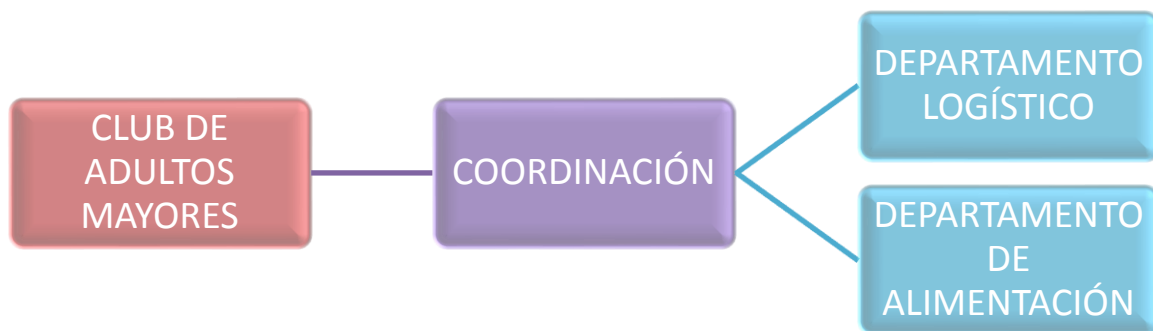 CLUB DE
ADULTOS
MAYORES
COORDINACIÓN
DEPARTAMENTO
LOGÍSTICO
DEPARTAMENTO
DE
ALIMENTACIÓN